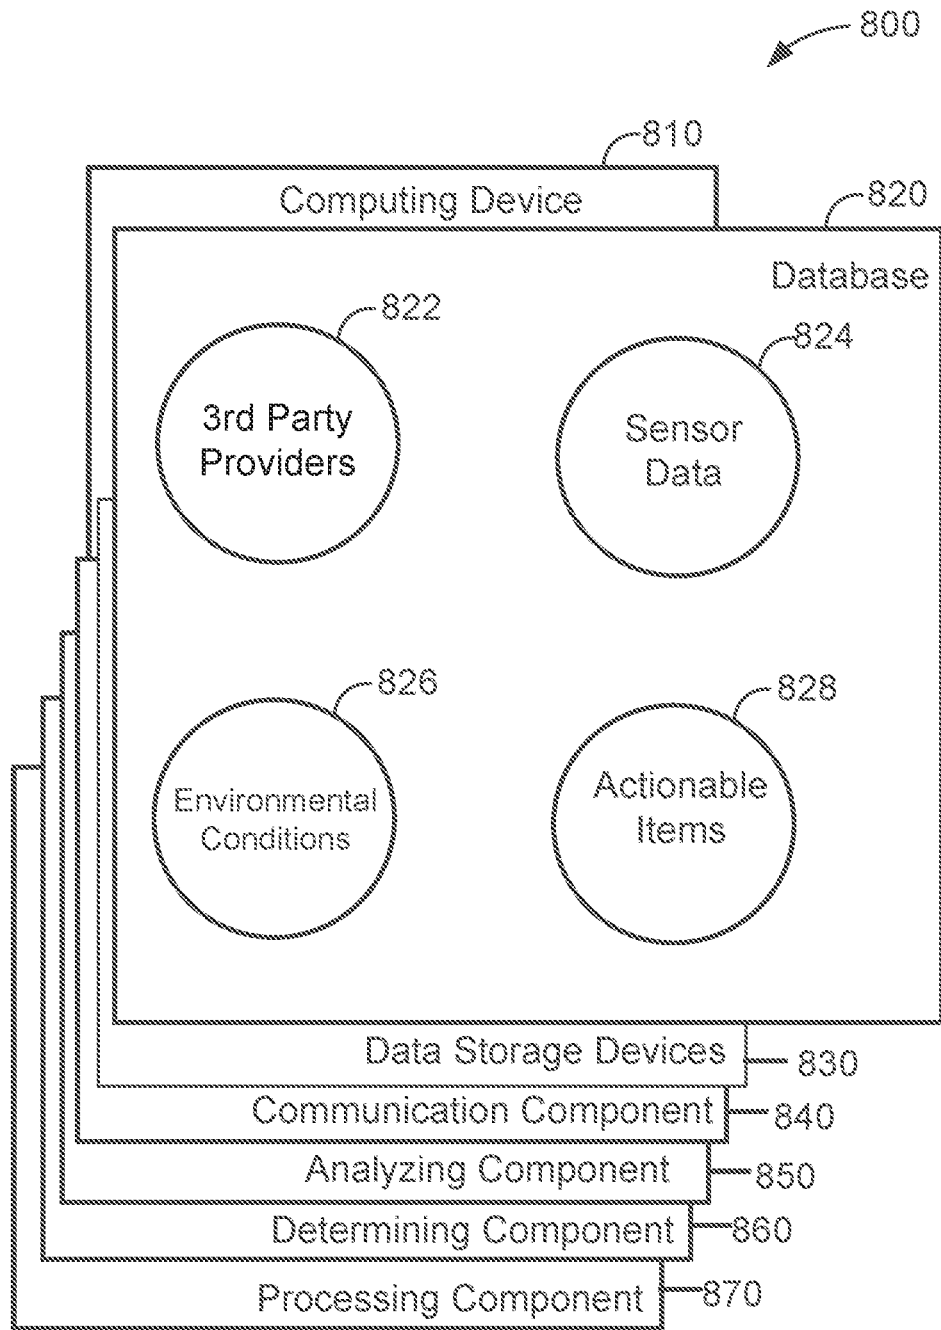 800
810
Computing Device
820
Database
822
3rd Party
Providers
824
Sensor
Data
826
Environmental
Conditions
828
Actionable
Items
Data Storage Devices
830
Communication Component
840
Analyzing Component
850
Determining Component
860
Processing Component
870